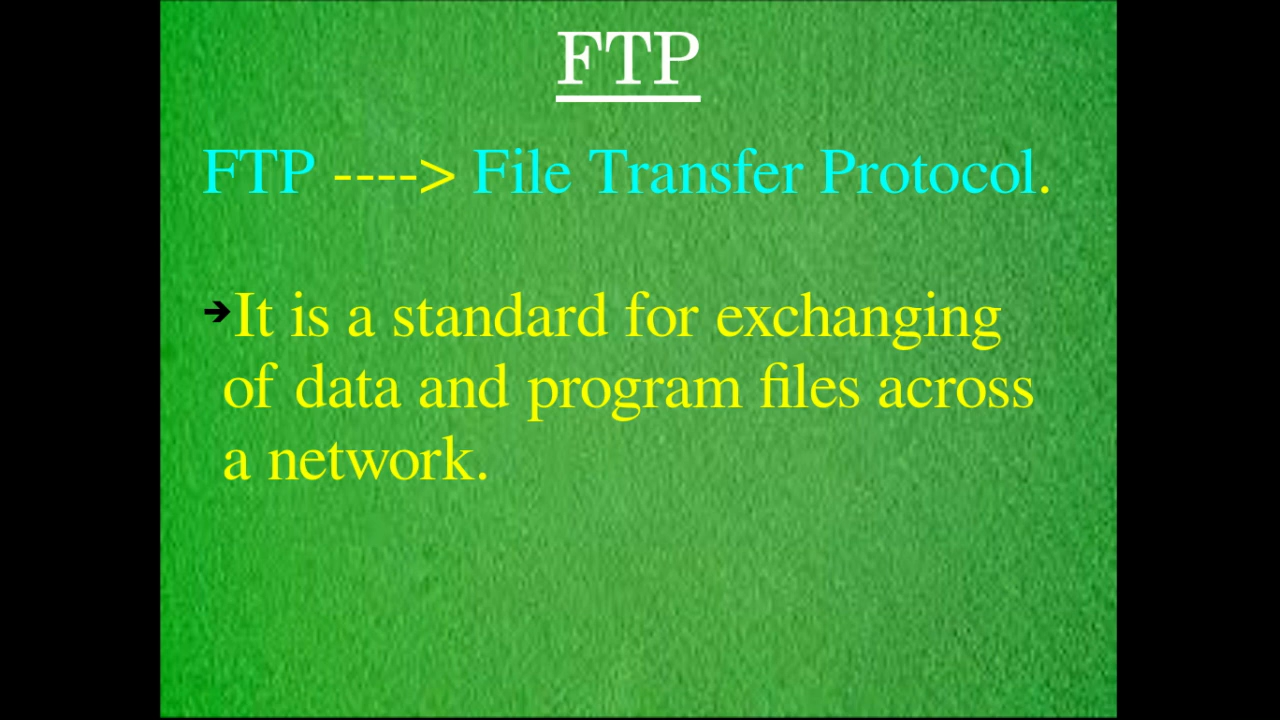 FTP
FTP ----> File Transfer Protocol.
➔It is a standard for exchanging
of data and program files across
a network.